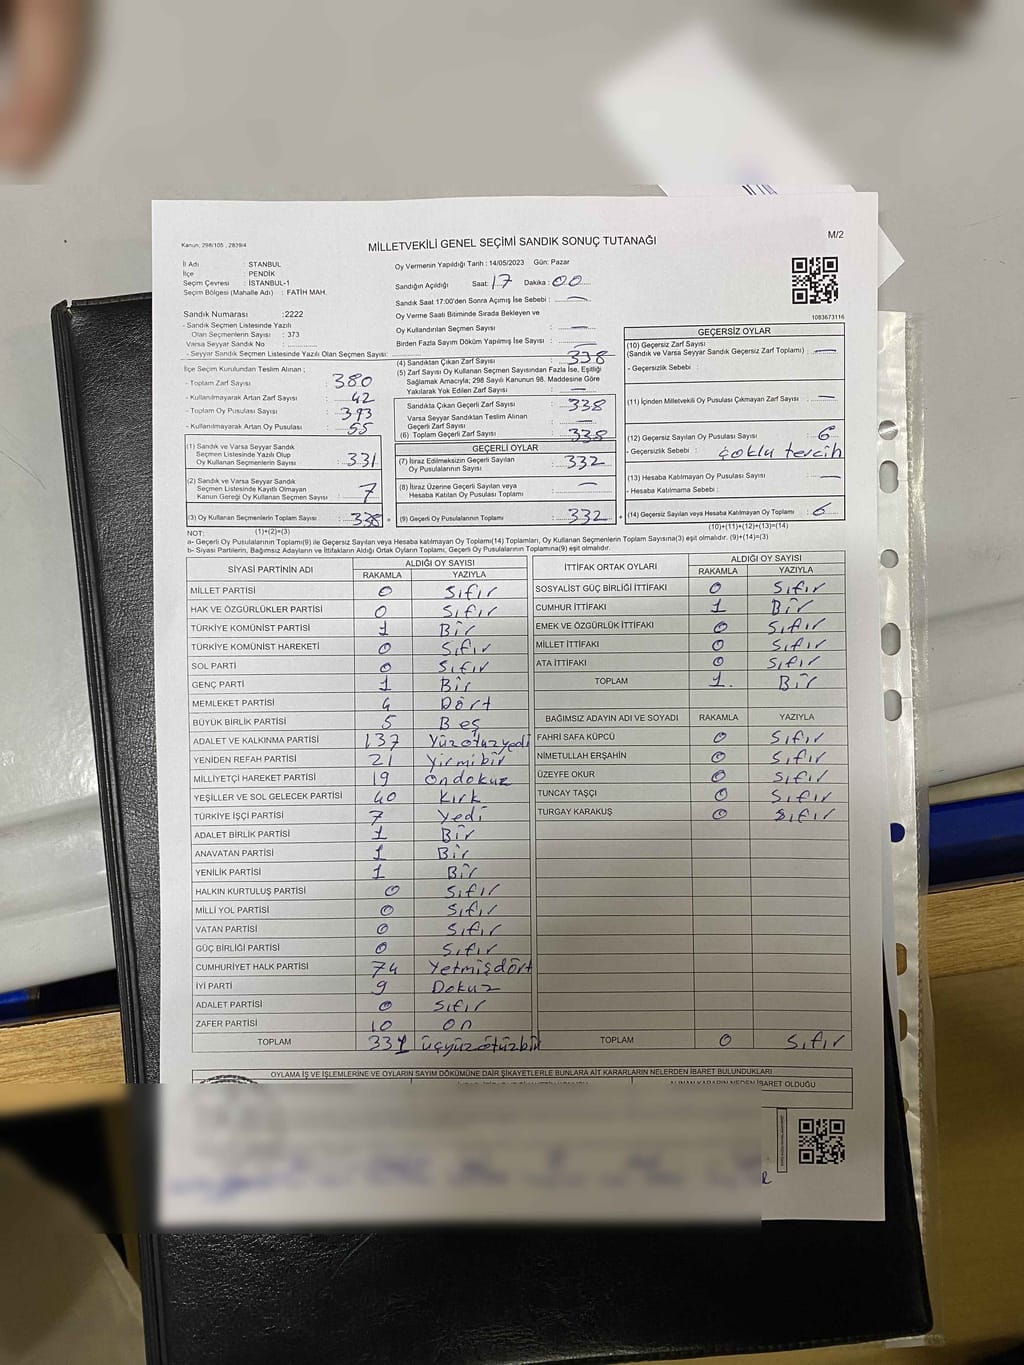 Kanun: 298/105 , 2839/4
MİLLETVEKİLİ GENEL SEÇİMİ SANDIK SONUÇ TUTANAĞI
M/2
İl Adı : STANBUL
İlçe : PENDİK
Seçim Çevresi : İSTANBUL-1
Seçim Bölgesi (Mahalle Adı) : FATİH MAH.
Sandık Numarası :2222
- Sandık Seçmen Listesinde Yazılı
Olan Seçmenlerin Sayısı : 373
Varsa Seyyar Sandık No :
- Seyyar Sandık Seçmen Listesinde Yazılı Olan Seçmen Sayısı:
İlçe Seçim Kurulundan Teslim Alınan ;
- Toplam Zarf Sayısı : 380
- Kullanılmayarak Artan Zarf Sayısı : 42
- Toplam Oy Pusulası Sayısı : 393
- Kullanılmayarak Artan Oy Pusulası : 55
(1) Sandık ve Varsa Seyyar Sandık
Seçmen Listesinde Yazılı Olup
Oy Kullanan Seçmenlerin Sayısı : 331
(2) Sandık ve Varsa Seyyar Sandık
Seçmen Listesinde Kayıtlı Olmayan
Kanun Gereği Oy Kullanan Seçmen Sayısı : 7
(3) Oy Kullanan Seçmenlerin Toplam Sayısı : 338
(1)+(2)=(3)
Oy Vermenin Yapıldığı Tarih : 14/05/2023 Gün: Pazar
Sandığın Açıldığı Saat: 17 Dakika : 00
Sandık Saat 17:00'den Sonra Açımış İse Sebebi : —
Oy Verme Saati Bitiminde Sırada Bekleyen ve
Oy Kullandırılan Seçmen Sayısı : —
Birden Fazla Sayım Döküm Yapılmış İse Sayısı : —
(4) Sandıktan Çıkan Zarf Sayısı : 338
(5) Zarf Sayısı Oy Kullanan Seçmen Sayısından Fazla İse, Eşitliği
Sağlamak Amacıyla; 298 Sayılı Kanunun 98. Maddesine Göre
Yakılarak Yok Edilen Zarf Sayısı : —
Sandıkta Çıkan Geçerli Zarf Sayısı : 338
Varsa Seyyar Sandıktan Teslim Alınan
Geçerli Zarf Sayısı : —
(6) Toplam Geçerli Zarf Sayısı : 338
GEÇERLİ OYLAR
(7) İtiraz Edilmeksizin Geçerli Sayılan
Oy Pusulalarının Sayısı : 332
(8) İtiraz Üzerine Geçerli Sayılan veya
Hesaba Katılan Oy Pusulası Toplamı : —
(9) Geçerli Oy Pusulalarının Toplamı : 332
1083673116
GEÇERSİZ OYLAR
(10) Geçersiz Zarf Sayısı
(Sandık ve Varsa Seyyar Sandık Geçersiz Zarf Toplamı) : —
- Geçersizlik Sebebi :
(11) İçinden Milletvekili Oy Pusulası Çıkmayan Zarf Sayısı : —
(12) Geçersiz Sayılan Oy Pusulası Sayısı : 6
- Geçersizlik Sebebi : çoklu tercih
(13) Hesaba Katılmayan Oy Pusulası Sayısı : —
- Hesaba Katılmama Sebebi :
(14) Geçersiz Sayılan veya Hesaba Katılmayan Oy Toplamı : 6
(10)+(11)+(12)+(13)=(14)
NOT:
a- Geçerli Oy Pusulalarının Toplamı(9) ile Geçersiz Sayılan veya Hesaba Katılmayan Oy Toplamı(14) Toplamları, Oy Kullanan Seçmenlerin Toplam Sayısına(3) eşit olmalıdır. (9)+(14)=(3)
b- Siyasi Partilerin, Bağımsız Adayların ve İttifakların Aldığı Ortak Oyların Toplamı, Geçerli Oy Pusulalarının Toplamına(9) eşit olmalıdır.
SİYASİ PARTİNİN ADI ALDIĞI OY SAYISI
RAKAMLA YAZIYLA
MİLLET PARTİSİ 0 Sıfır
HAK VE ÖZGÜRLÜKLER PARTİSİ 0 Sıfır
TÜRKİYE KOMÜNİST PARTİSİ 1 Bir
TÜRKİYE KOMÜNİST HAREKETİ 0 Sıfır
SOL PARTİ 0 Sıfır
GENÇ PARTİ 1 Bir
MEMLEKET PARTİSİ 4 Dört
BÜYÜK BİRLİK PARTİSİ 5 Beş
ADALET VE KALKINMA PARTİSİ 137 Yüzotuzyedi
YENİDEN REFAH PARTİSİ 21 Yirmibir
MİLLİYETÇİ HAREKET PARTİSİ 19 Ondokuz
YEŞİLLER VE SOL GELECEK PARTİSİ 40 Kırk
TÜRKİYE İŞÇİ PARTİSİ 7 Yedi
ADALET BİRLİK PARTİSİ 1 Bir
ANAVATAN PARTİSİ 1 Bir
YENİLİK PARTİSİ 1 Bir
HALKIN KURTULUŞ PARTİSİ 0 Sıfır
MİLLİ YOL PARTİSİ 0 Sıfır
VATAN PARTİSİ 0 Sıfır
GÜÇ BİRLİĞİ PARTİSİ 0 Sıfır
CUMHURİYET HALK PARTİSİ 74 Yetmişdört
İYİ PARTİ 9 Dokuz
ADALET PARTİSİ 0 Sıfır
ZAFER PARTİSİ 10 On
TOPLAM 331 üçyüzotüzbir
İTTİFAK ORTAK OYLARI ALDIĞI OY SAYISI
RAKAMLA YAZIYLA
SOSYALİST GÜÇ BİRLİĞİ İTTİFAKI 0 Sıfır
CUMHUR İTTİFAKI 1 Bir
EMEK VE ÖZGÜRLÜK İTTİFAKI 0 Sıfır
MİLLET İTTİFAKI 0 Sıfır
ATA İTTİFAKI 0 Sıfır
TOPLAM 1. Bir
BAĞIMSIZ ADAYIN ADI VE SOYADI RAKAMLA YAZIYLA
FAHRİ SAFA KÜPCÜ 0 Sıfır
NİMETULLAH ERŞAHİN 0 Sıfır
ÜZEYFE OKUR 0 Sıfır
TUNCAY TAŞÇI 0 Sıfır
TURGAY KARAKUŞ 0 Sıfır
TOPLAM 0 Sıfır
OYLAMA İŞ VE İŞLEMLERİNE VE OYLARIN SAYIM DÖKÜMÜNE DAİR ŞİKAYETLERLE BUNLARA AİT KARARLARIN NELERDEN İBARET BULUNDUKLARI
ALINAN KARARIN NEDEN İBARET OLDUĞU